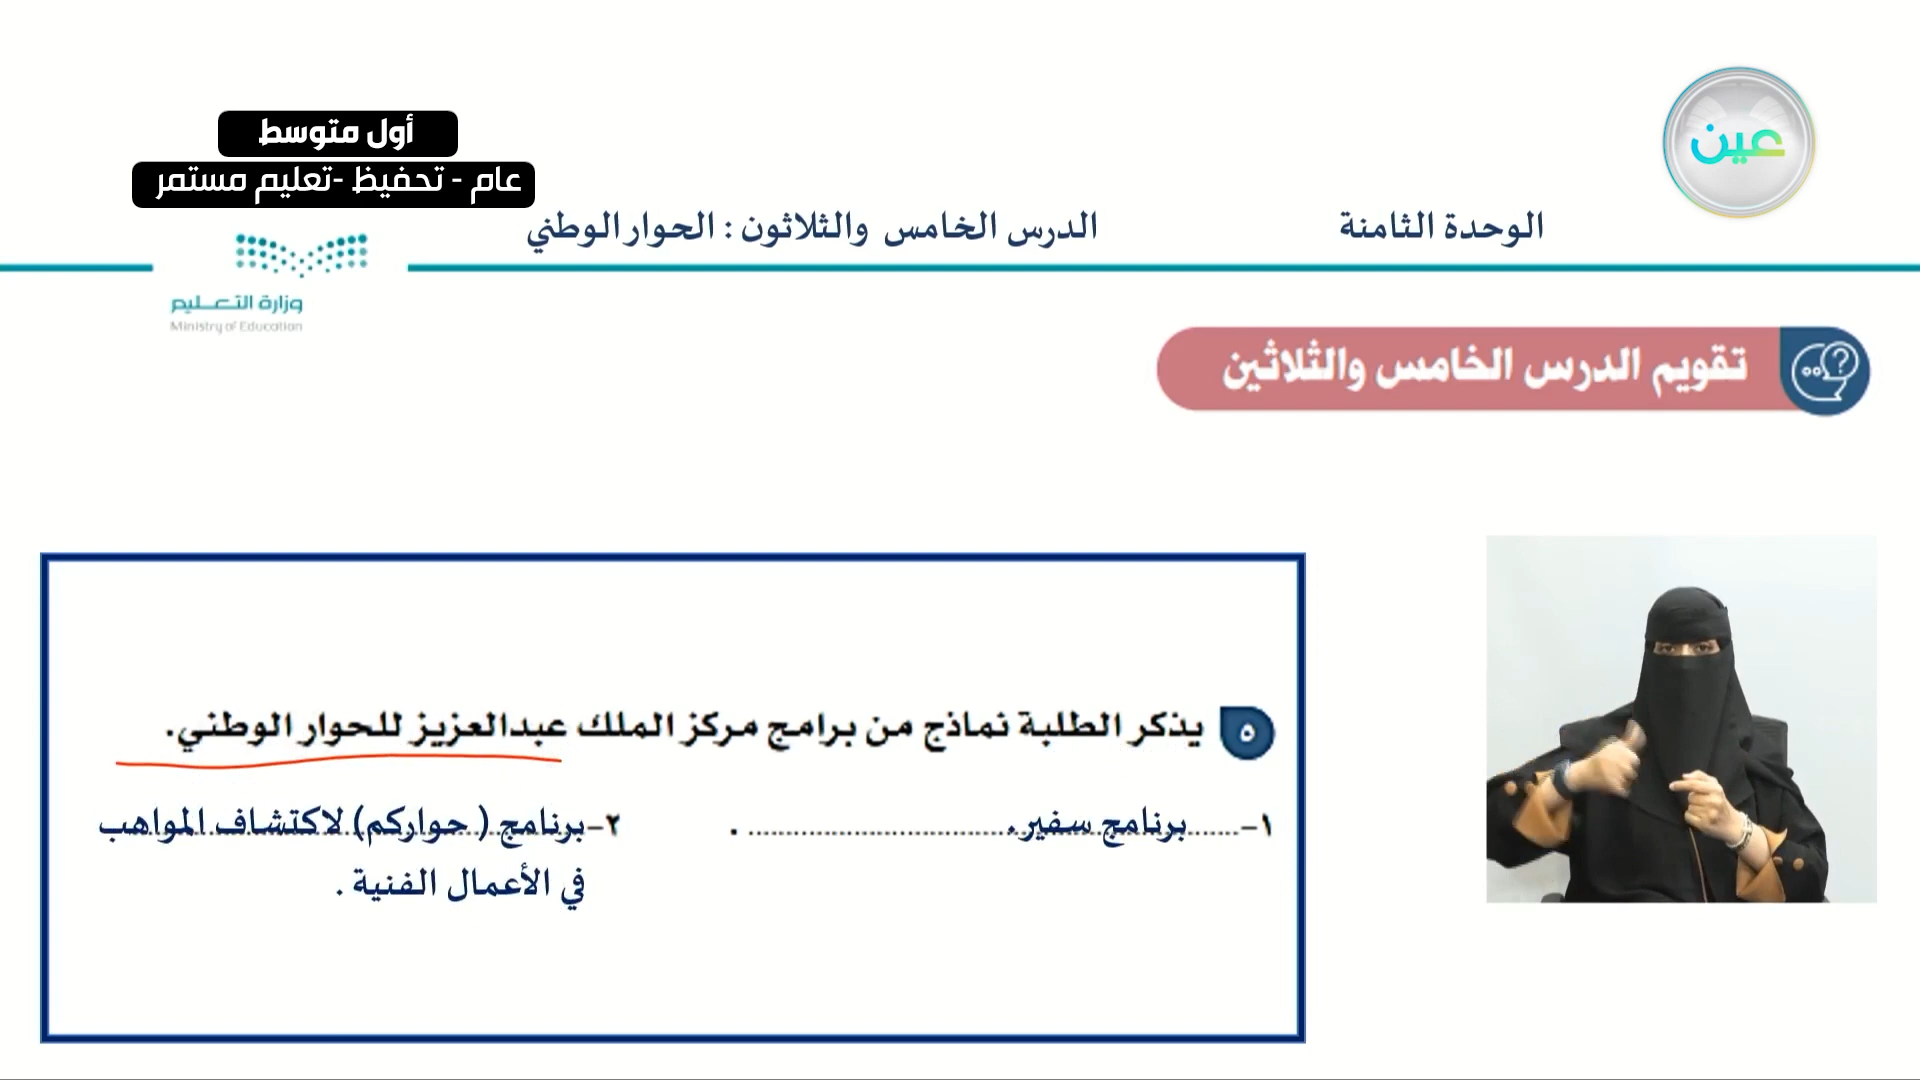 عين
أول متوسط
عام - تحفيظ -تعليم مستمر
الوحدة الثامنة
الدرس الخامس والثلاثون : الحوار الوطني
وزارة التعليم
Ministry of Education
تقويم الدرس الخامس والثلاثين
٥ يذكر الطلبة نماذج من برامج مركز الملك عبدالعزيز للحوار الوطني.
١- برنامج سفير.
٢- برنامج ( حواركم) لاكتشاف المواهب
في الأعمال الفنية .